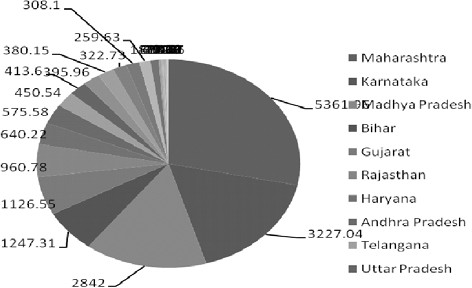 308.1
259.63
380.15
322.73
413.6
395.96
450.54
575.58
640.22
960.78
1126.55
1247.31
2842
3227.04
5361.
Maharashtra
Karnataka
Madhya Pradesh
Bihar
Gujarat
Rajasthan
Haryana
Andhra Pradesh
Telangana
Uttar Pradesh